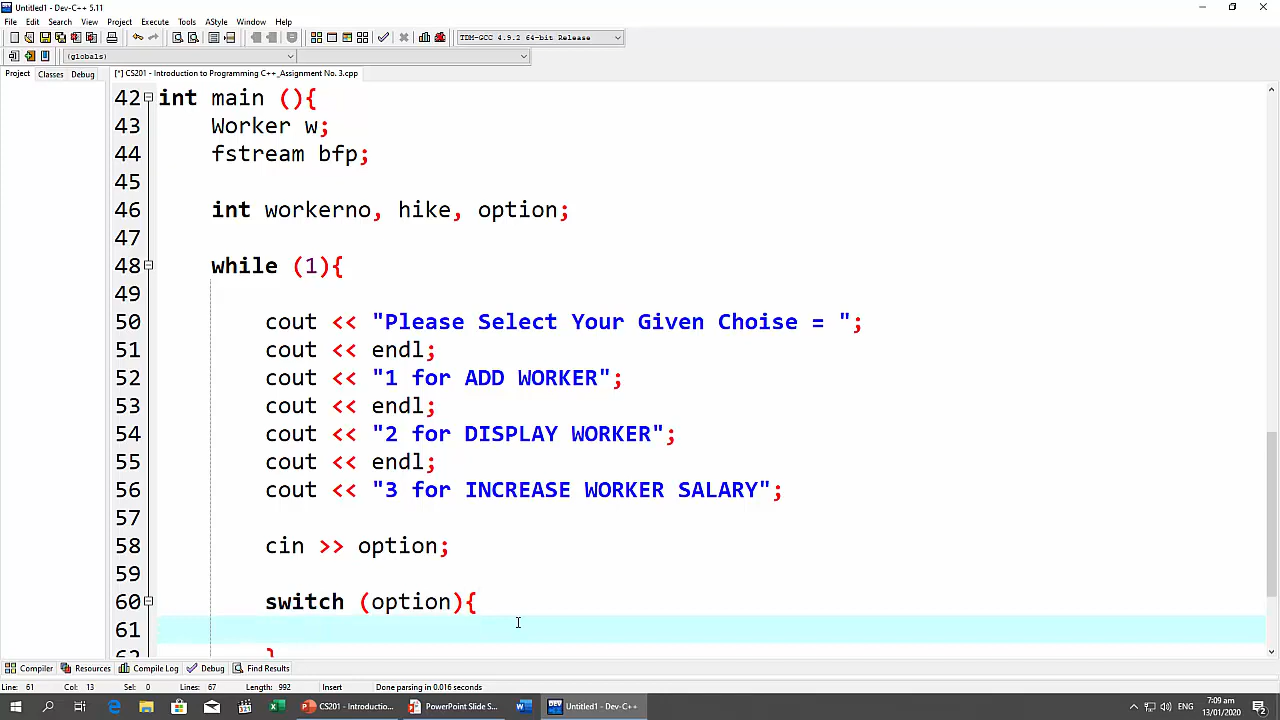 Untitled1 - Dev-C++ 5.11
File Edit Search View Project Execute Tools AStyle Window Help
TDM-GCC 4.9.2 64-bit Release
(globals)
Project Classes Debug [*] CS201 - Introduction to Programming C++_Assignment No. 3.cpp
42 int main (){
43 Worker w;
44 fstream bfp;
45
46 int workerno, hike, option;
47
48 while (1){
49
50 cout << "Please Select Your Given Choise = ";
51 cout << endl;
52 cout << "1 for ADD WORKER";
53 cout << endl;
54 cout << "2 for DISPLAY WORKER";
55 cout << endl;
56 cout << "3 for INCREASE WORKER SALARY";
57
58 cin >> option;
59
60 switch (option){
61
62 }
Compiler Resources Compile Log Debug Find Results
Line: 61 Col: 13 Sel: 0 Lines: 67 Length: 992 Insert Done parsing in 0.016 seconds
CS201 - Introductio... PowerPoint Slide S... Untitled1 - Dev-C++ ENG 7:09 am
13/01/2020